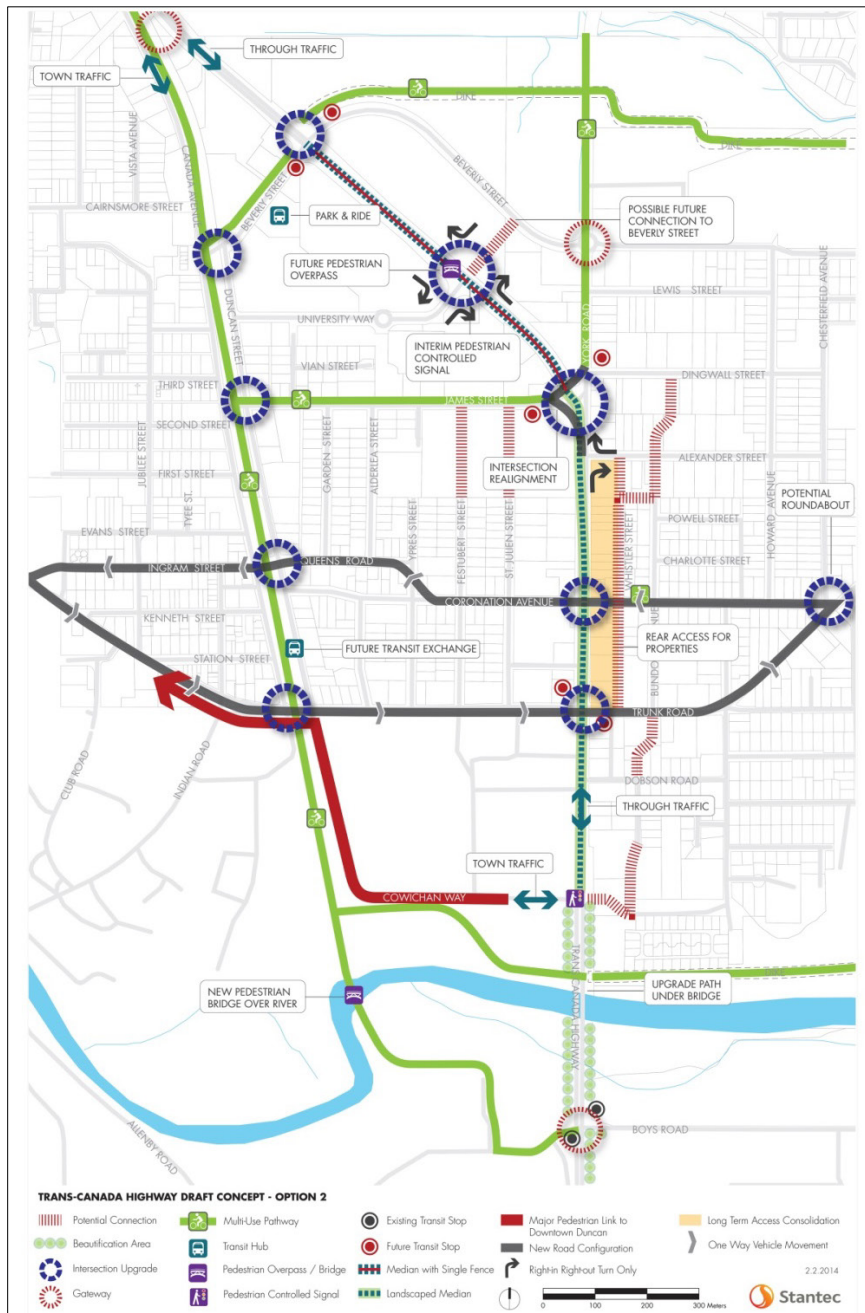 THROUGH TRAFFIC
TOWN TRAFFIC
DIKE
VISTA AVENUE
CANADA AVENUE
BEVERLY STREET
BEVERLY STREET
DIKE
CAIRNSMORE STREET
PARK & RIDE
POSSIBLE FUTURE
CONNECTION TO
BEVERLY STREET
CHESTERFIELD AVENUE
FUTURE PEDESTRIAN
OVERPASS
LEWIS STREET
DUNCAN STREET
UNIVERSITY WAY
INTERIM PEDESTRIAN
CONTROLLED
SIGNAL
YORK ROAD
VIAN STREET
THIRD STREET
DINGWALL STREET
JAMES STREET
SECOND STREET
JUBILEE STREET
GARDEN STREET
ALDERLEA STREET
INTERSECTION
REALIGNMENT
ALEXANDER STREET
FIRST STREET
TYEE ST.
POTENTIAL
ROUNDABOUT
HOWARD AVENUE
YPRES STREET
FESTUBERT STREET
ST. JULIEN STREET
WHISTLER STREET
POWELL STREET
EVANS STREET
QUEENS ROAD
CHARLOTTE STREET
INGRAM STREET
CORONATION AVENUE
KENNETH STREET
REAR ACCESS FOR
PROPERTIES
FUTURE TRANSIT EXCHANGE
STATION STREET
TRUNK ROAD
CLUB ROAD
INDIAN ROAD
DOBSON ROAD
THROUGH TRAFFIC
TOWN TRAFFIC
COWICHAN WAY
TRANS CANADA HIGHWAY
NEW PEDESTRIAN
BRIDGE OVER RIVER
UPGRADE PATH
UNDER BRIDGE
ALLENBY ROAD
BOYS ROAD
TRANS-CANADA HIGHWAY DRAFT CONCEPT - OPTION 2
Potential Connection
Multi-Use Pathway
Existing Transit Stop
Major Pedestrian Link to
Downtown Duncan
Long Term Access Consolidation
Beautification Area
Transit Hub
Future Transit Stop
New Road Configuration
One Way Vehicle Movement
Intersection Upgrade
Pedestrian Overpass / Bridge
Median with Single Fence
Right-in Right-out Turn Only
Gateway
Pedestrian Controlled Signal
Landscaped Median
2.2.2014
0 100 200 300 Meters
Stantec